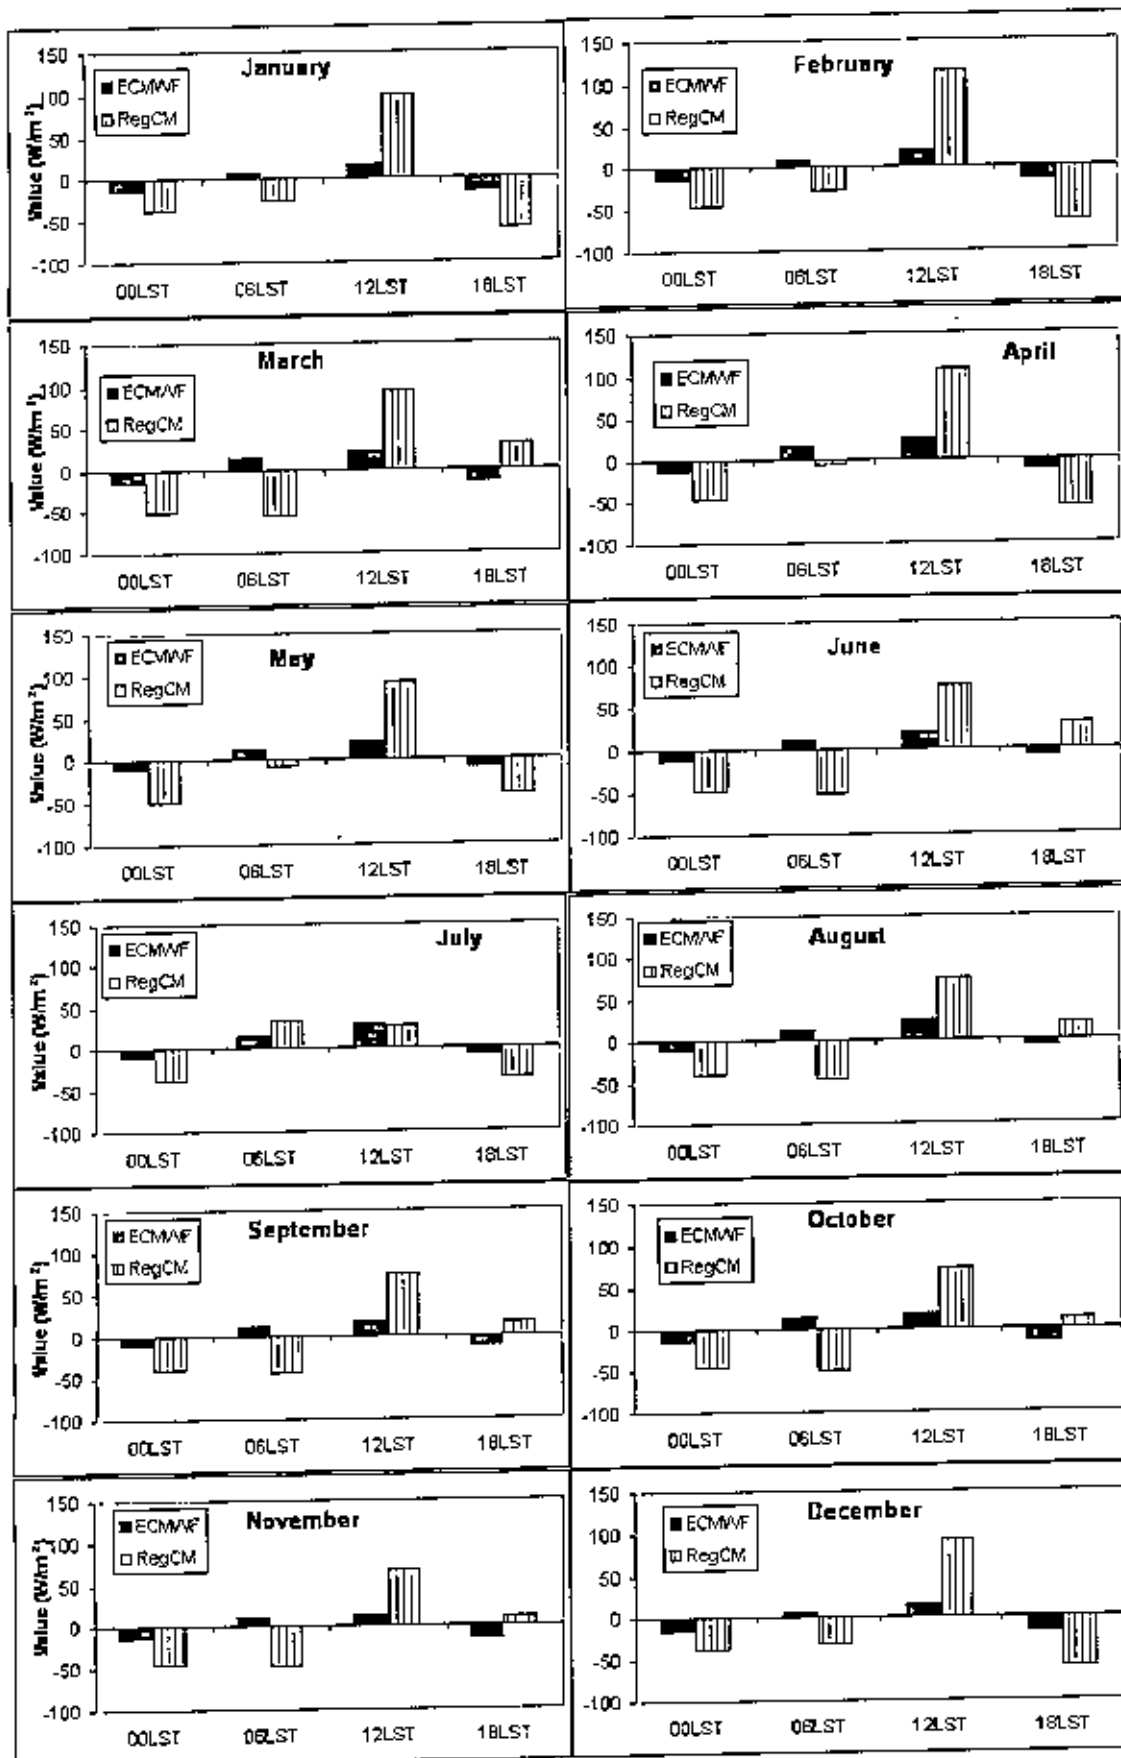 January
ECMWF
RegCM
Value (W/m²)
150
100
50
0
-50
-100
00LST 06LST 12LST 18LST
February
ECMWF
RegCM
150
100
50
0
-50
-100
00LST 06LST 12LST 18LST
March
ECMWF
RegCM
Value (W/m²)
150
100
50
0
-50
-100
00LST 06LST 12LST 18LST
April
ECMWF
RegCM
150
100
50
0
-50
-100
00LST 06LST 12LST 18LST
May
ECMWF
RegCM
Value (W/m²)
150
100
50
0
-50
-100
00LST 06LST 12LST 18LST
June
ECMWF
RegCM
150
100
50
0
-50
-100
00LST 06LST 12LST 18LST
July
ECMWF
RegCM
Value (W/m²)
150
100
50
0
-50
-100
00LST 06LST 12LST 18LST
August
ECMWF
RegCM
150
100
50
0
-50
-100
00LST 06LST 12LST 18LST
September
ECMWF
RegCM
Value (W/m²)
150
100
50
0
-50
-100
00LST 06LST 12LST 18LST
October
ECMWF
RegCM
150
100
50
0
-50
-100
00LST 06LST 12LST 18LST
November
ECMWF
RegCM
Value (W/m²)
150
100
50
0
-50
-100
00LST 06LST 12LST 18LST
December
ECMWF
RegCM
150
100
50
0
-50
-100
00LST 06LST 12LST 18LST